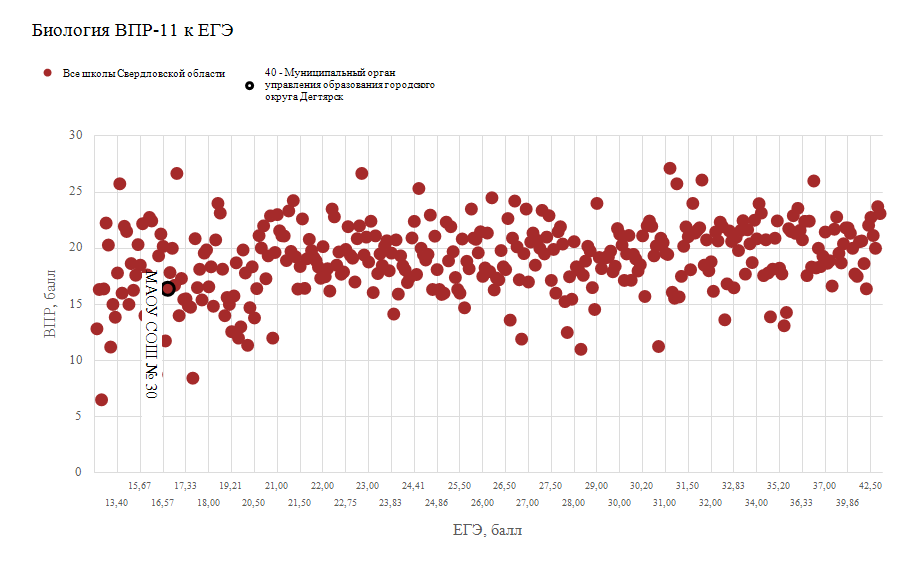 Биология ВПР-11 к ЕГЭ
Все школы Свердловской области
40 - Муниципальный орган
управления образования городского
округа Дегтярск
30
25
20
15
10
5
0
ВПР, балл
МАОУ СОШ № 30
15,67 17,33 19,21 21,00 22,00 23,00 24,41 25,50 26,50 27,50 29,00 30,20 31,50 32,83 35,20 37,00 42,50
13,40 16,57 18,00 20,50 21,50 22,75 23,83 24,86 26,00 27,00 28,50 30,00 31,00 32,00 34,00 36,33 39,86
ЕГЭ, балл